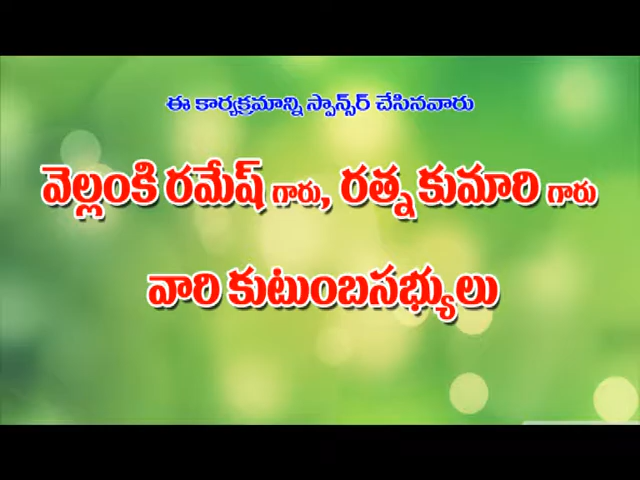 ఈ కార్యక్రమాన్ని స్పాన్సర్ చేసినవారు
వెల్లంకి రమేష్ గారు, రత్న కుమారి గారు
వారి కుటుంబసభ్యులు